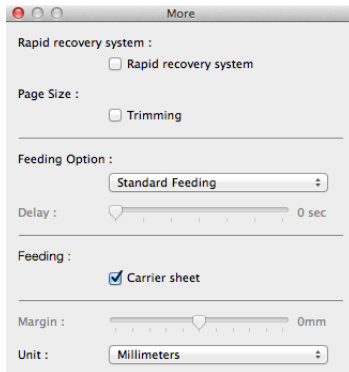 More
Rapid recovery system :
Rapid recovery system
Page Size :
Trimming
Feeding Option :
Standard Feeding
Delay :
0 sec
Feeding :
Carrier sheet
Margin :
0mm
Unit :
Millimeters